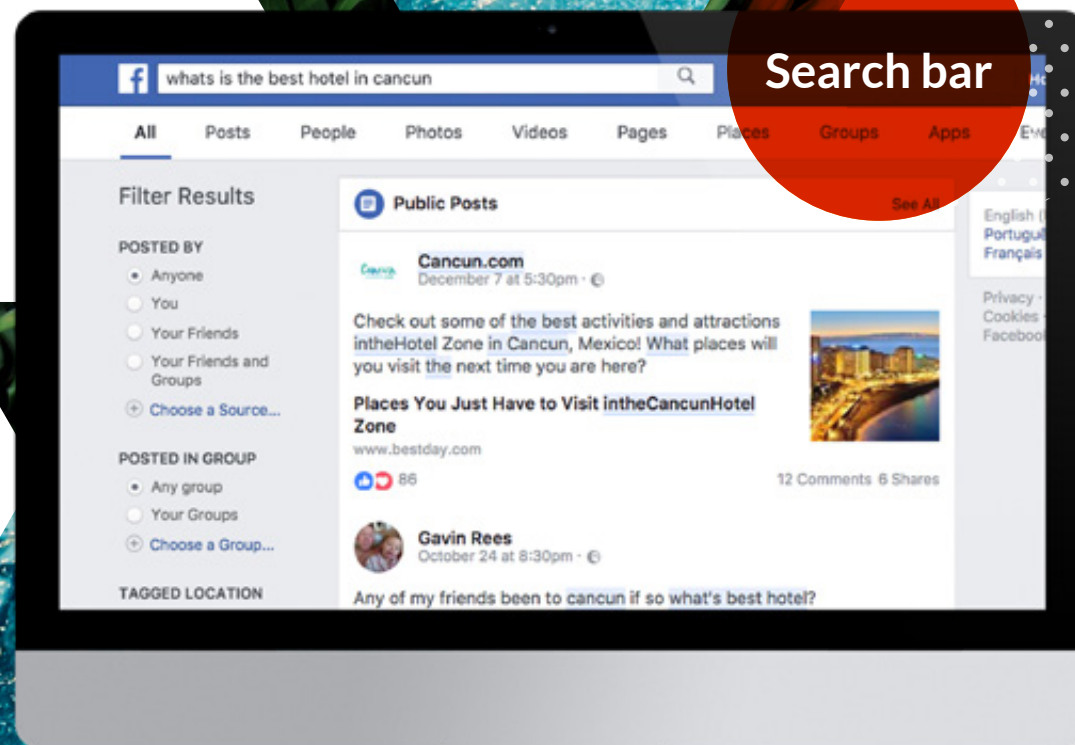 Search bar
f whats is the best hotel in cancun
All Posts People Photos Videos Pages Places Groups Apps
Filter Results
POSTED BY
Anyone
You
Your Friends
Your Friends and
Groups
Choose a Source...
POSTED IN GROUP
Any group
Your Groups
Choose a Group...
TAGGED LOCATION
Public Posts See All
Cancun.com
December 7 at 5:30pm ·
Check out some of the best activities and attractions
intheHotel Zone in Cancun, Mexico! What places will
you visit the next time you are here?
Places You Just Have to Visit intheCancunHotel
Zone
www.bestday.com
86 12 Comments 6 Shares
Gavin Rees
October 24 at 8:30pm ·
Any of my friends been to cancun if so what's best hotel?
English (
Portugu
Français
Privacy ·
Cookies ·
Facebook